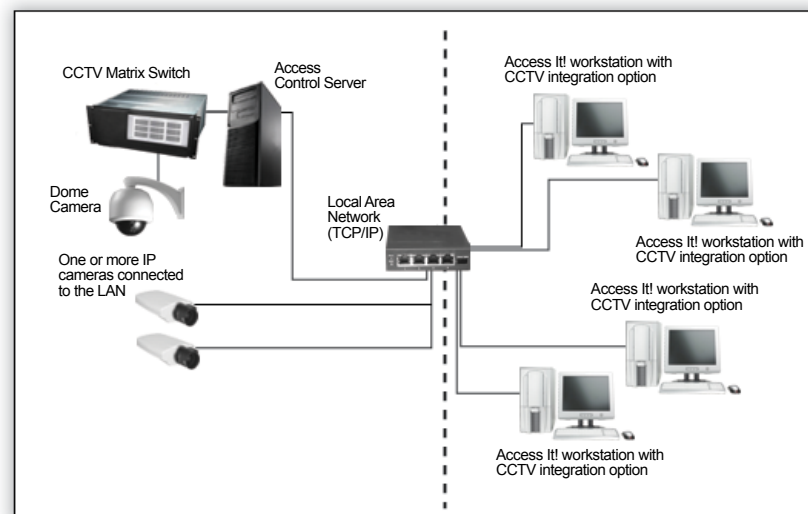 CCTV Matrix Switch
Access
Control Server
Dome
Camera
One or more IP
cameras connected
to the LAN
Local Area
Network
(TCP/IP)
Access It! workstation with
CCTV integration option
Access It! workstation with
CCTV integration option
Access It! workstation with
CCTV integration option
Access It! workstation with
CCTV integration option